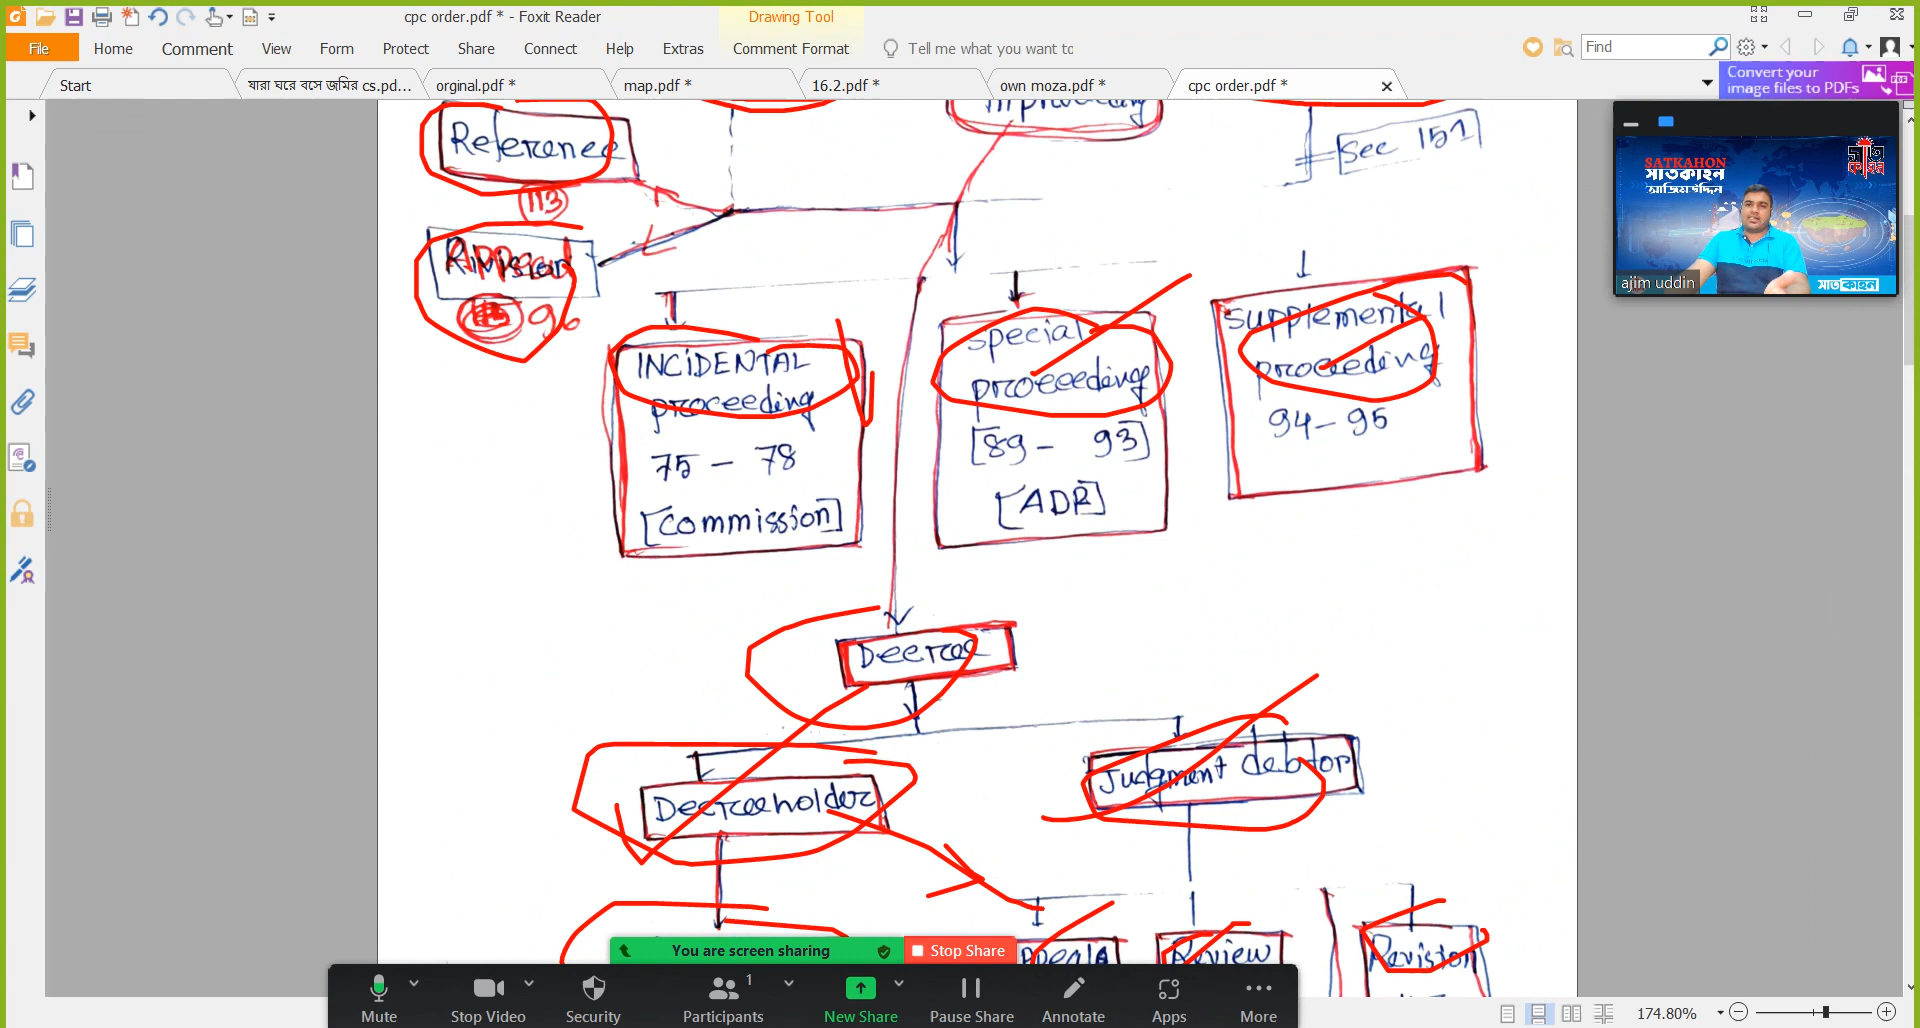 cpc order.pdf * - Foxit Reader
Drawing Tool
File Home Comment View Form Protect Share Connect Help Extras Comment Format Tell me what you want to Find
Start যারা ঘরে বসে জমির cs.pd... orginal.pdf * map.pdf * 16.2.pdf * own moza.pdf * cpc order.pdf *
Convert your
image files to PDFs
Reference
113
Sec 151
96
SATKAHON
সাতকাহন
আজিম উদ্দিন
ajim uddin
সাতকাহন
INCIDENTAL
proceeding
75 - 78
[Commission]
special
proceeding
[89 - 93]
[ADR]
supplemental
proceeding
94-95
Decree
Decreeholder
Judgment debtor
Review
Revision
You are screen sharing Stop Share
Mute Stop Video Security Participants 1 New Share Pause Share Annotate Apps More
174.80%